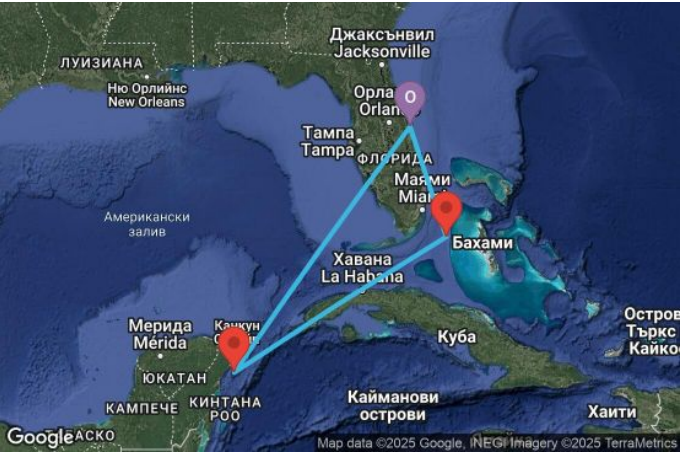 Джаксънвил
Jacksonville
ЛУИЗИАНА
Ню Орлийнс
New Orleans
Орла
Orlan
O
Тампа
Tampa
ФЛОРИДА
Маями
Miami
Американски
залив
Бахами
Хавана
La Habana
Остров
Търкс
Кайко
Мерида
Mérida
Канкун
Куба
ЮКАТАН
КАМПЕЧЕ
КИНТАНА
РОО
Кайманови
острови
Хаити
ТАБАСКО
Google
Map data ©2025 Google, INEGI Imagery ©2025 TerraMetrics